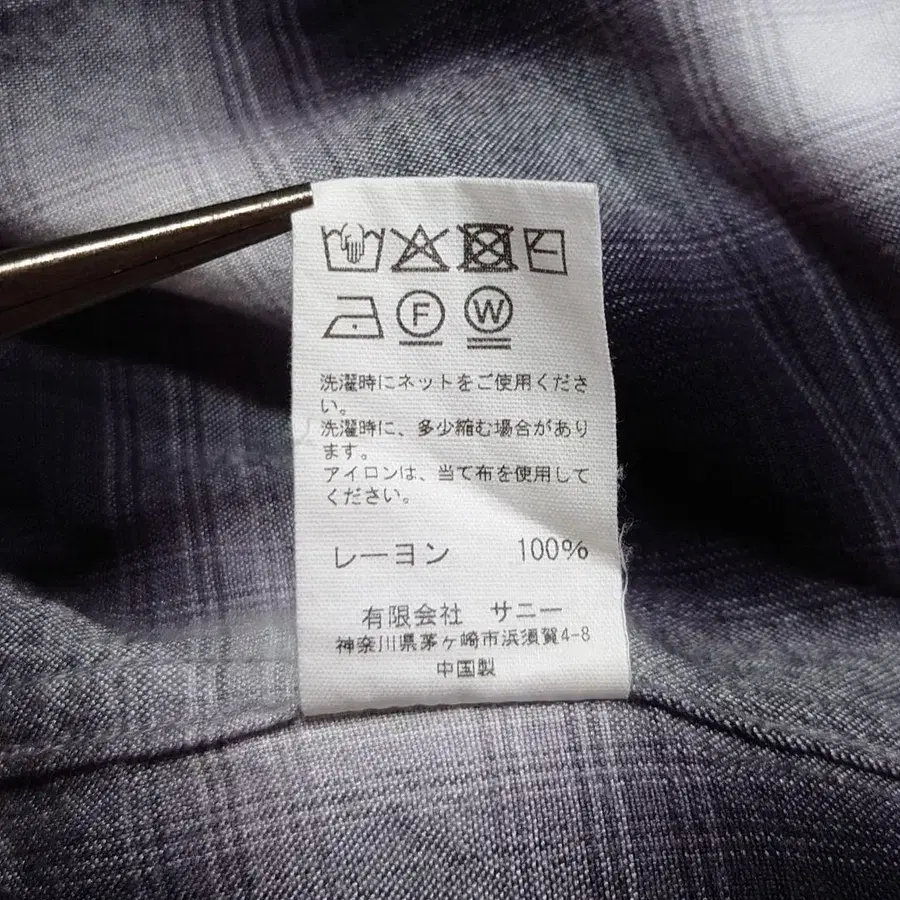 F W
洗濯時にネットをご使用くださ
い。
洗濯時に、多少縮む場合があり
ます。
アイロンは、当て布を使用して
ください。
レーヨン 100%
有限会社 サニー
神奈川県茅ヶ崎市浜須賀4-8
中国製